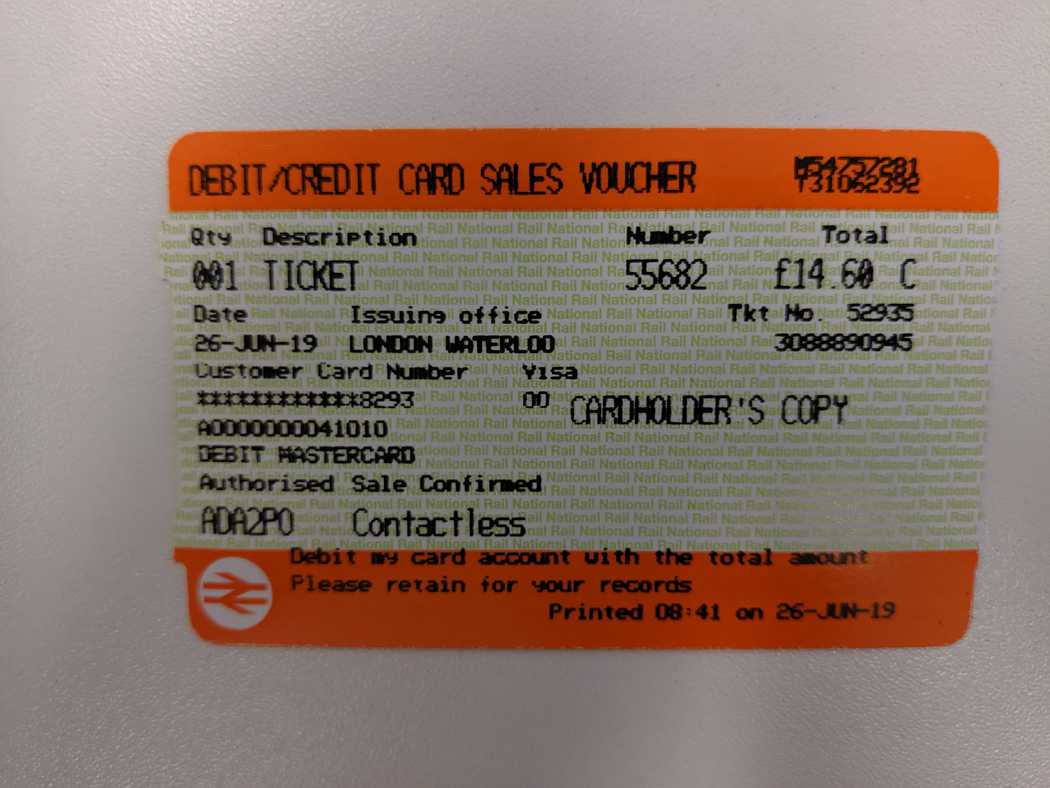 DEBIT/CREDIT CARD SALES VOUCHER M54757281
T31062392
Qty Description Number Total
001 TICKET 55682 £14.60 C
Date Issuing office Tkt No. 52935
26-JUN-19 LONDON WATERLOO 3088890945
Customer Card Number Visa
************8293 00 CARDHOLDER'S COPY
A0000000041010
DEBIT MASTERCARD
Authorised Sale Confirmed
ADA2PO Contactless
Debit my card account with the total amount
Please retain for your records
Printed 08:41 on 26-JUN-19